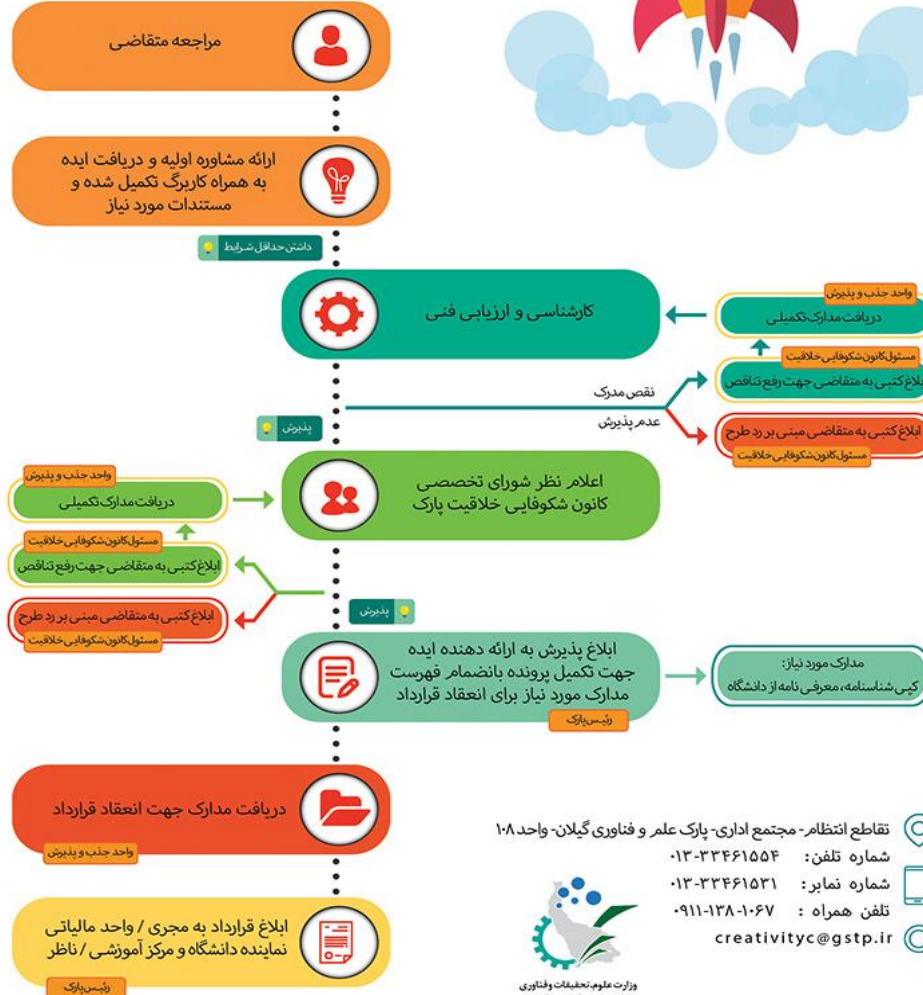 مراجعه متقاضی
ارائه مشاوره اولیه و دریافت ایده
به همراه کاربرگ تکمیل شده و
مستندات مورد نیاز
داشتن حداقل شرایط
کارشناسی و ارزیابی فنی
واحد جذب و پذیرش
دریافت مدارک تکمیلی
مسئول کانون شکوفایی خلاقیت
کتبی به متقاضی جهت رفع تناقص
نقص مدرک
عدم پذیرش
ابلاغ کتبی به متقاضی مبنی بر رد طرح
مسئول کانون شکوفایی خلاقیت
پذیرش
اعلام نظر شورای تخصصی
کانون شکوفایی خلاقیت پارک
واحد جذب و پذیرش
دریافت مدارک تکمیلی
مسئول کانون شکوفایی خلاقیت
ابلاغ کتبی به متقاضی جهت رفع تناقص
ابلاغ کتبی به متقاضی مبنی بر رد طرح
مسئول کانون شکوفایی خلاقیت
پذیرش
ابلاغ پذیرش به ارائه دهنده ایده
جهت تکمیل پرونده بانضمام فهرست
مدارک مورد نیاز برای انعقاد قرارداد
رئیس پارک
مدارک مورد نیاز:
کپی شناسنامه، معرفی نامه از دانشگاه
دریافت مدارک جهت انعقاد قرارداد
واحد جذب و پذیرش
ابلاغ قرارداد به مجری / واحد مالیاتی
نماینده دانشگاه و مرکز آموزشی / ناظر
رئیس پارک
تقاطع انتظام- مجتمع اداری- پارک علم و فناوری گیلان- واحد ۱۰۸
شماره تلفن: ۰۱۳-۳۳۴۶۱۵۵۴
شماره نمابر: ۰۱۳-۳۳۴۶۱۵۳۱
تلفن همراه : ۰۹۱۱-۱۳۸-۱۰۶۷
creativityc@gstp.ir
وزارت علوم، تحقیقات و فناوری